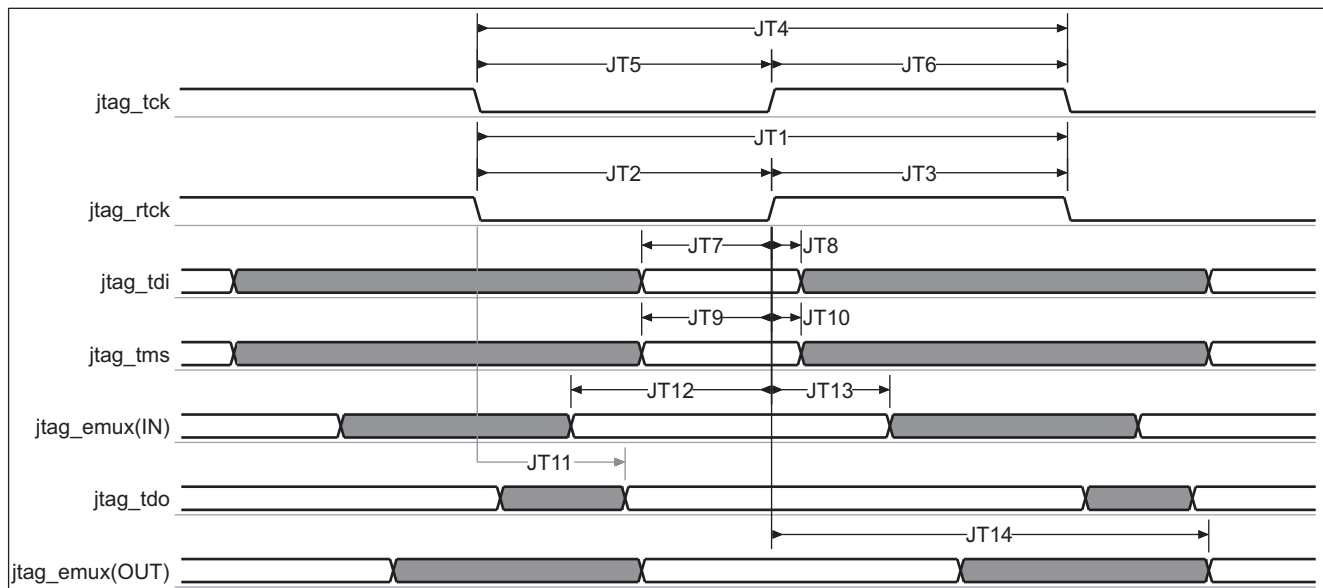 JT4
JT5 JT6
jtag_tck
JT1
JT2 JT3
jtag_rtck
JT7 JT8
jtag_tdi
JT9 JT10
jtag_tms
JT12 JT13
jtag_emux(IN)
JT11
jtag_tdo
JT14
jtag_emux(OUT)